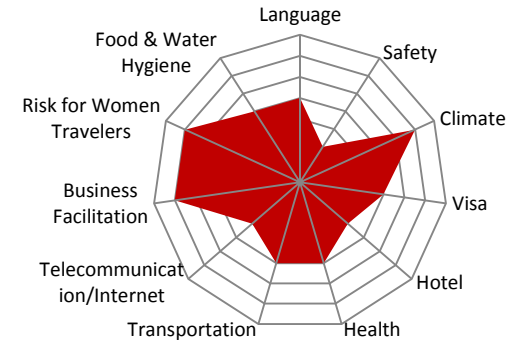 Language
Safety
Climate
Visa
Hotel
Health
Transportation
Telecommunicat
ion/Internet
Business
Facilitation
Risk for Women
Travelers
Food & Water
Hygiene